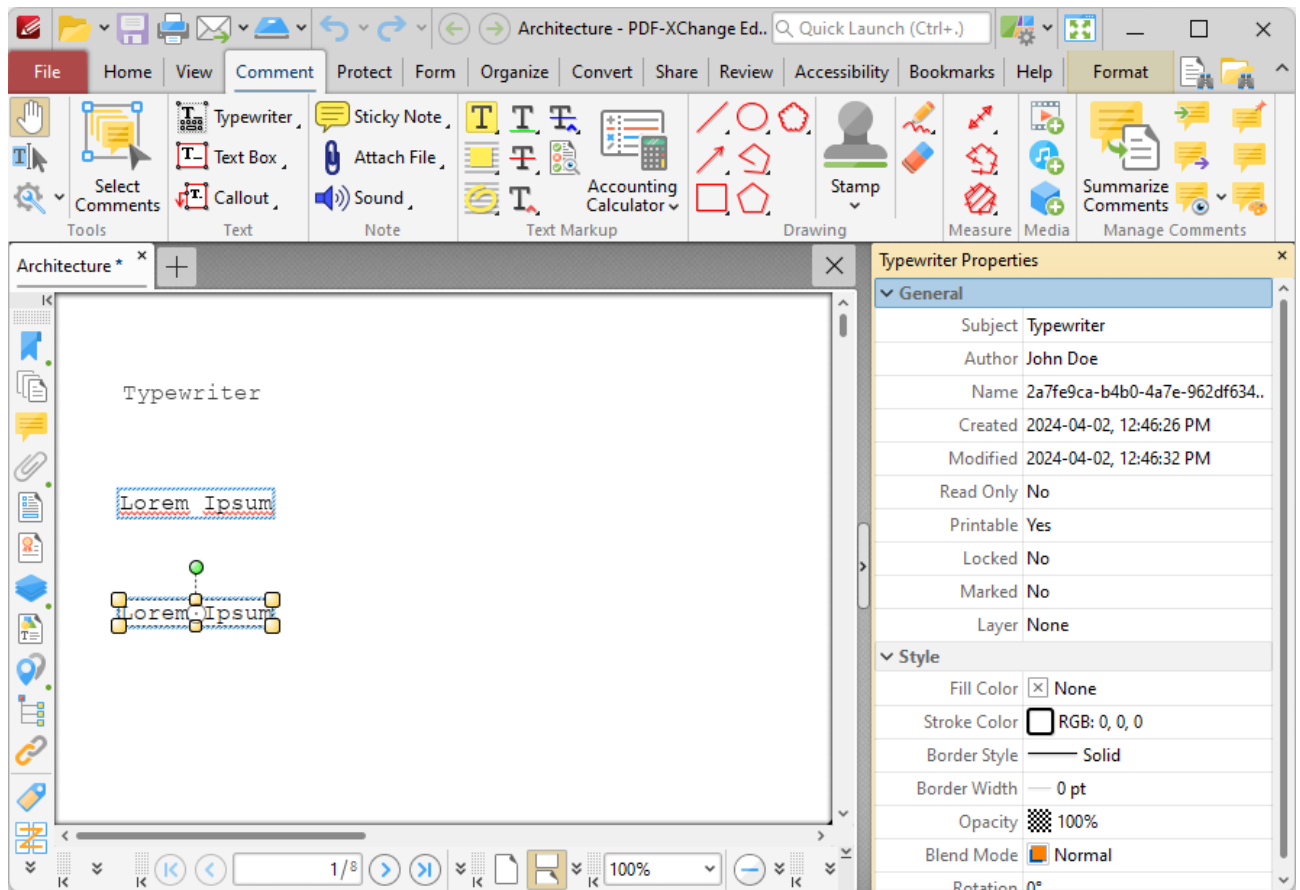 Architecture - PDF-XChange Ed.. Quick Launch (Ctrl+.)
File Home View Comment Protect Form Organize Convert Share Review Accessibility Bookmarks Help Format
Select Comments
Tools
Typewriter
Text Box
Callout
Text
Sticky Note
Attach File
Sound
Note
Accounting Calculator
Text Markup
Stamp
Drawing
Measure
Media
Summarize Comments
Manage Comments
Architecture *
Typewriter
Lorem Ipsum
Lorem Ipsum
1/8
100%
Typewriter Properties
General
Subject Typewriter
Author John Doe
Name 2a7fe9ca-b4b0-4a7e-962df634..
Created 2024-04-02, 12:46:26 PM
Modified 2024-04-02, 12:46:32 PM
Read Only No
Printable Yes
Locked No
Marked No
Layer None
Style
Fill Color None
Stroke Color RGB: 0, 0, 0
Border Style Solid
Border Width 0 pt
Opacity 100%
Blend Mode Normal
Rotation 0°